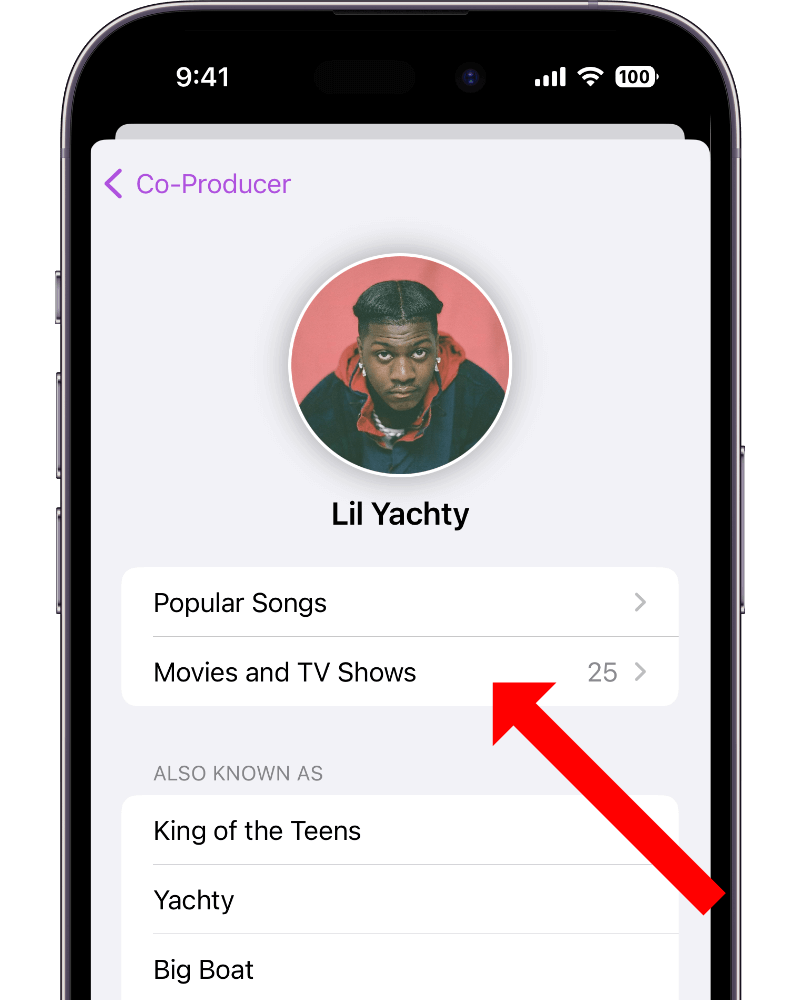 9:41
100
Co-Producer
Lil Yachty
Popular Songs
Movies and TV Shows 25
ALSO KNOWN AS
King of the Teens
Yachty
Big Boat